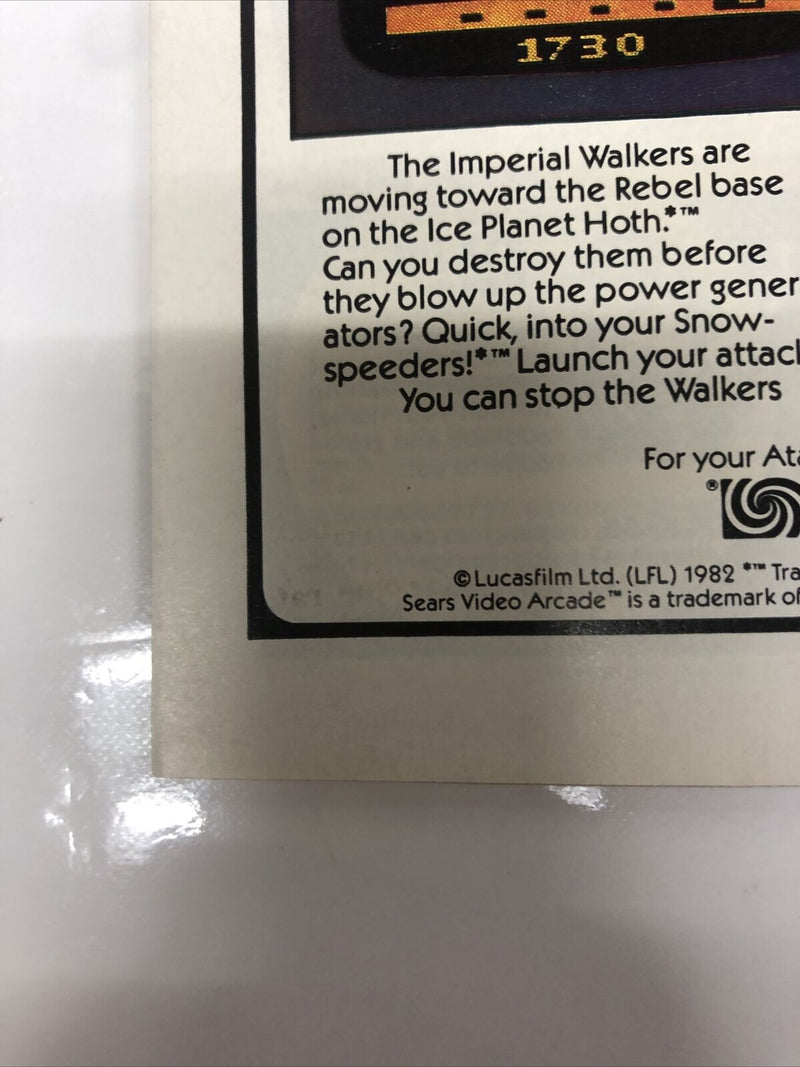 1730
The Imperial Walkers are
moving toward the Rebel base
on the Ice Planet Hoth.*™
Can you destroy them before
they blow up the power gener
ators? Quick, into your Snow-
speeders!*™ Launch your attack
You can stop the Walkers
For your Ata
®
©Lucasfilm Ltd. (LFL) 1982 *™ Tra
Sears Video Arcade™ is a trademark of